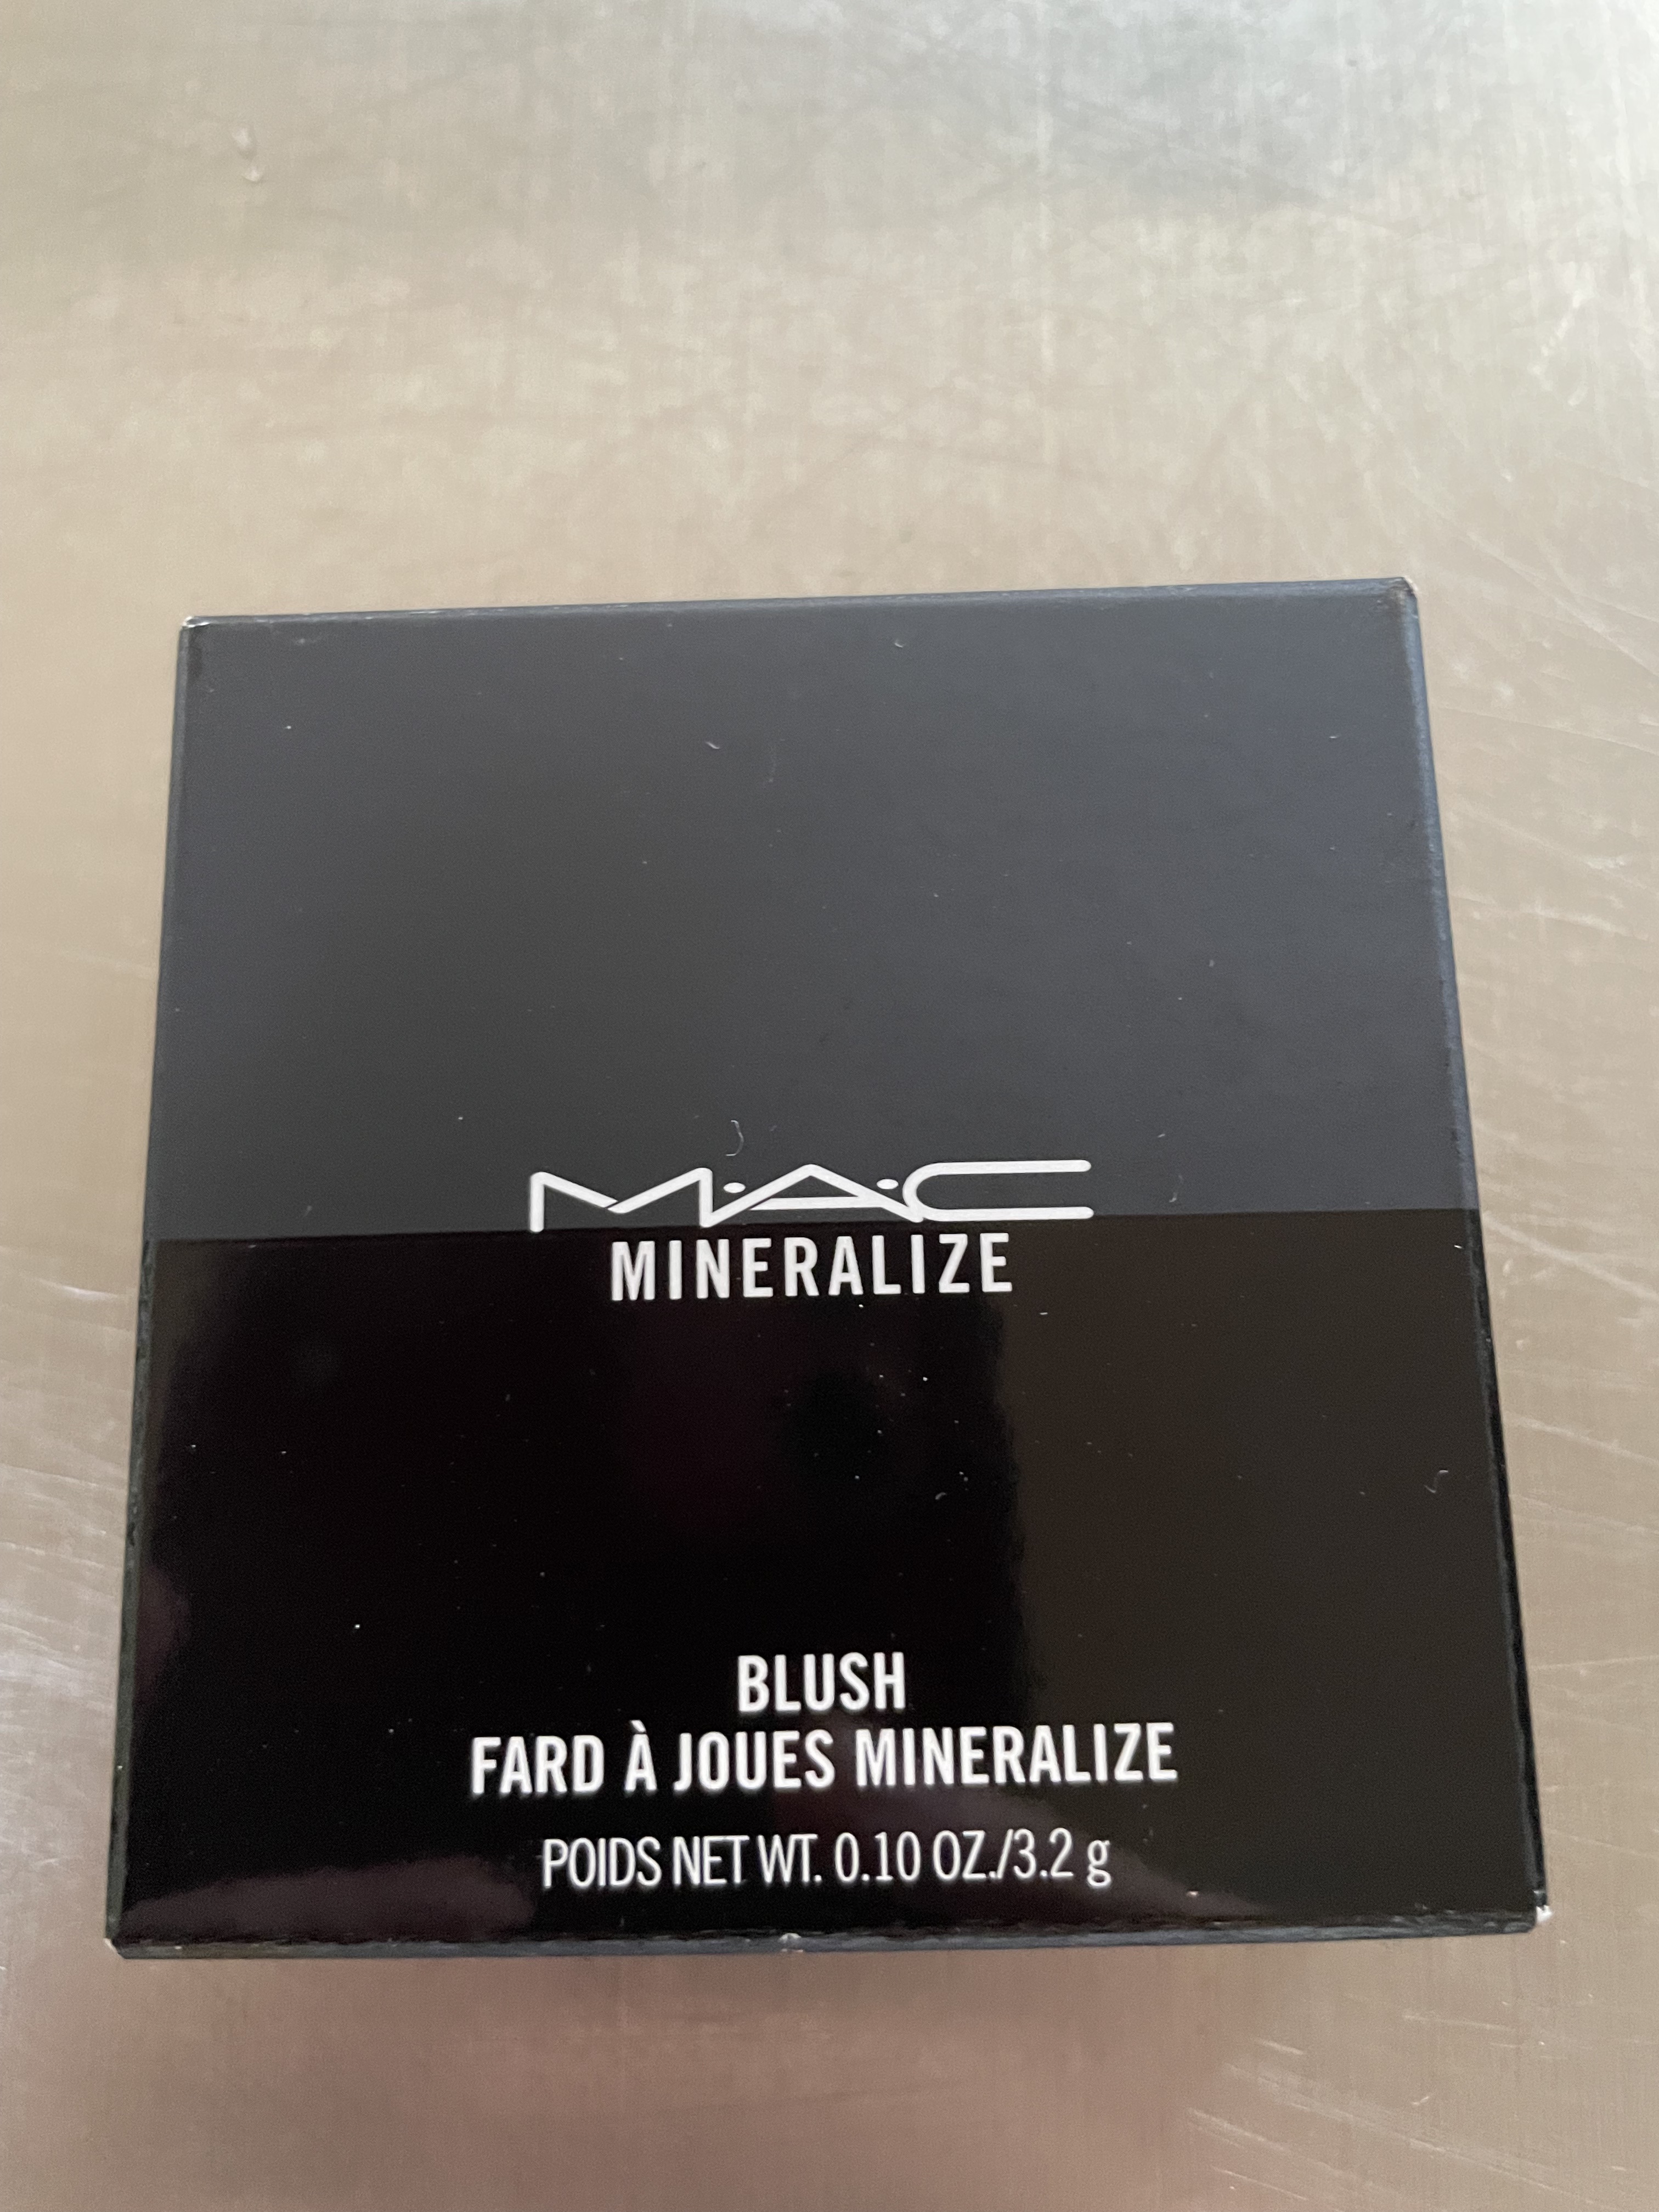 M·A·C
MINERALIZE
BLUSH
FARD À JOUES MINERALIZE
POIDS NET WT. 0.10 OZ./3.2 g